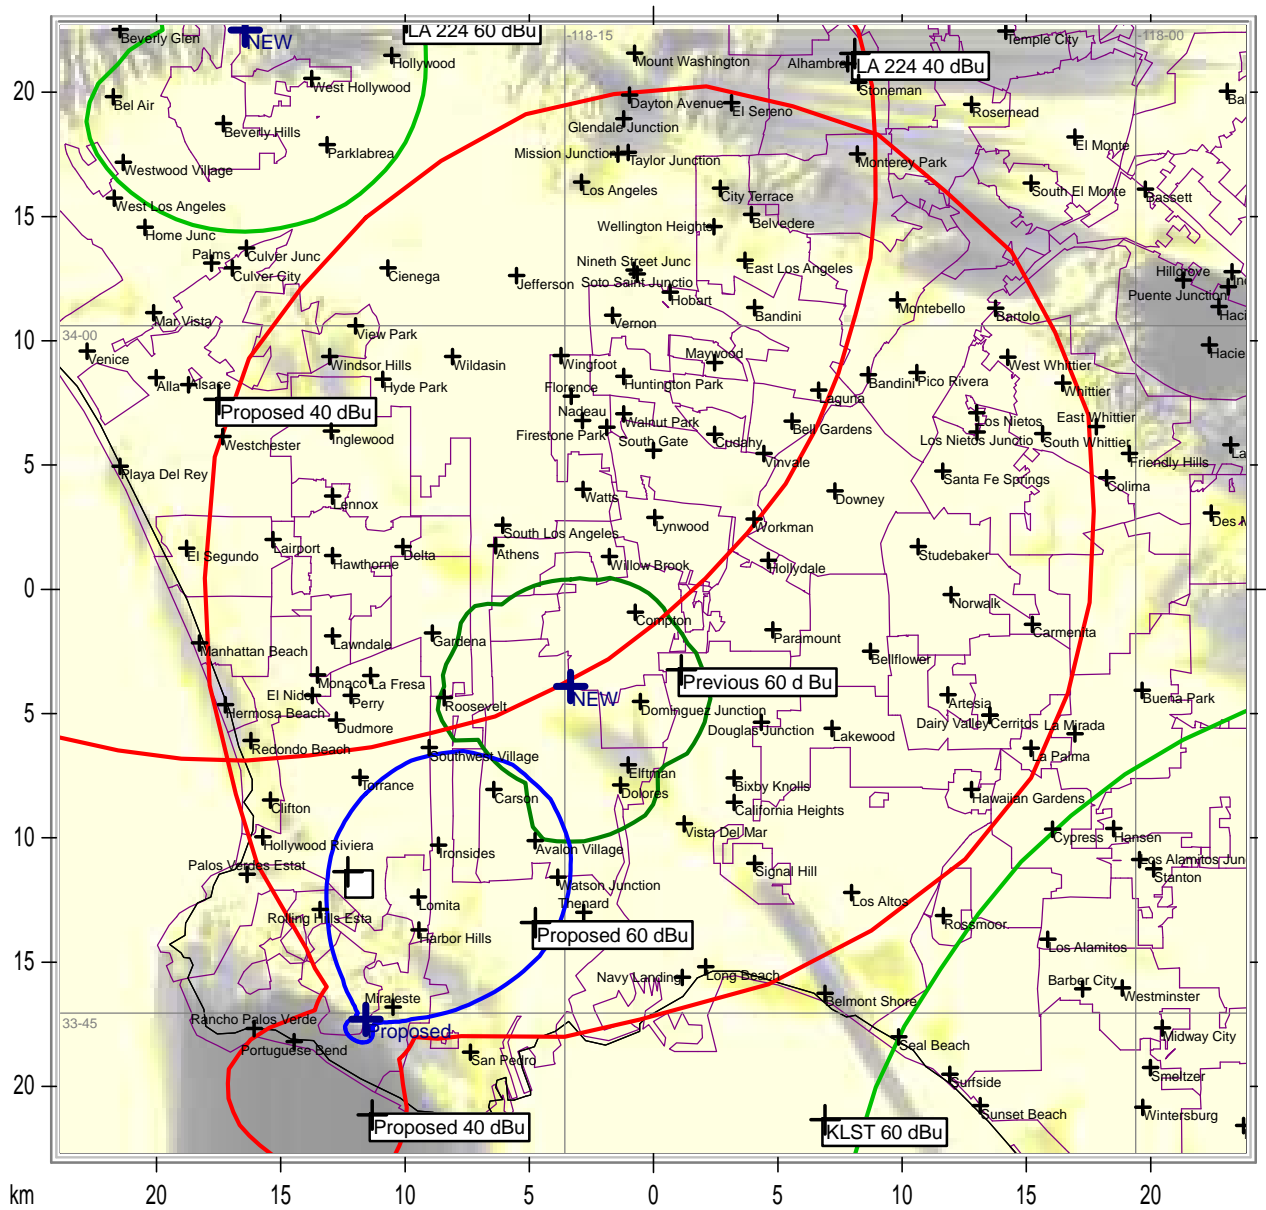 Beverly Glen
NEW
LA 224 60 dBu
-118-15
-118-00
Temple City
Hollywood
Mount Washington
Alhambra
LA 224 40 dBu
West Hollywood
Stoneman
20
Bel Air
Dayton Avenue
El Sereno
Rosemead
Beverly Hills
Glendale Junction
El Monte
Parklabrea
Mission Junction
Taylor Junction
Monterey Park
Westwood Village
Los Angeles
City Terrace
South El Monte
Bassett
West Los Angeles
15
Home Junc
Wellington Heights
Belvedere
Palms
Culver Junc
Culver City
Cienega
Jefferson
Nineth Street Junc
East Los Angeles
Soto Saint Junctio
Hillgrove
Puente Junction
Hobart
Mar Vista
View Park
Vernon
Bandini
Montebello
Bartolo
Haci
34-00
10
Venice
Windsor Hills
Wildasin
Wingfoot
Maywood
West Whittier
Hacie
Alla
Alsace
Hyde Park
Florence
Huntington Park
Laguna
Bandini
Pico Rivera
Whittier
Proposed 40 dBu
Nadeau
Walnut Park
Bell Gardens
Los Nietos
East Whittier
Westchester
Inglewood
Firestone Park
South Gate
Cudahy
Los Nietos Junctio
South Whittier
5
Playa Del Rey
Vinvale
Friendly Hills
La
Santa Fe Springs
Colima
Lennox
Watts
Downey
Lynwood
Workman
Des M
El Segundo
Lairport
Hawthorne
Delta
South Los Angeles
Athens
Willow Brook
Hollydale
Studebaker
0
Norwalk
Compton
Manhattan Beach
Lawndale
Gardena
Paramount
Carmenita
Bellflower
Monaco
La Fresa
Previous 60 d Bu
El Nido
Perry
Roosevelt
NEW
Dominguez Junction
Artesia
Buena Park
5
Hermosa Beach
Dudmore
Douglas Junction
Lakewood
Dairy Valley
Cerritos
La Mirada
Redondo Beach
Southwest Village
La Palma
Torrance
Carson
Elftman
Dolores
Bixby Knolls
Hawaiian Gardens
Clifton
California Heights
10
Hollywood Riviera
Ironsides
Avalon Village
Vista Del Mar
Cypress
Hansen
Palos Verdes Estat
Watson Junction
Signal Hill
Los Alamitos Jun
Stanton
Rolling Hills Esta
Lomita
Thenard
Los Altos
Rossmoor
Harbor Hills
Proposed 60 dBu
Los Alamitos
15
Miraleste
Navy Landing
Long Beach
Belmont Shore
Barber City
Westminster
33-45
Rancho Palos Verde
Proposed
Portuguese Bend
San Pedro
Seal Beach
Midway City
Surfside
Smeltzer
20
Proposed 40 dBu
KLST 60 dBu
Sunset Beach
Wintersburg
km
20
15
10
5
0
5
10
15
20